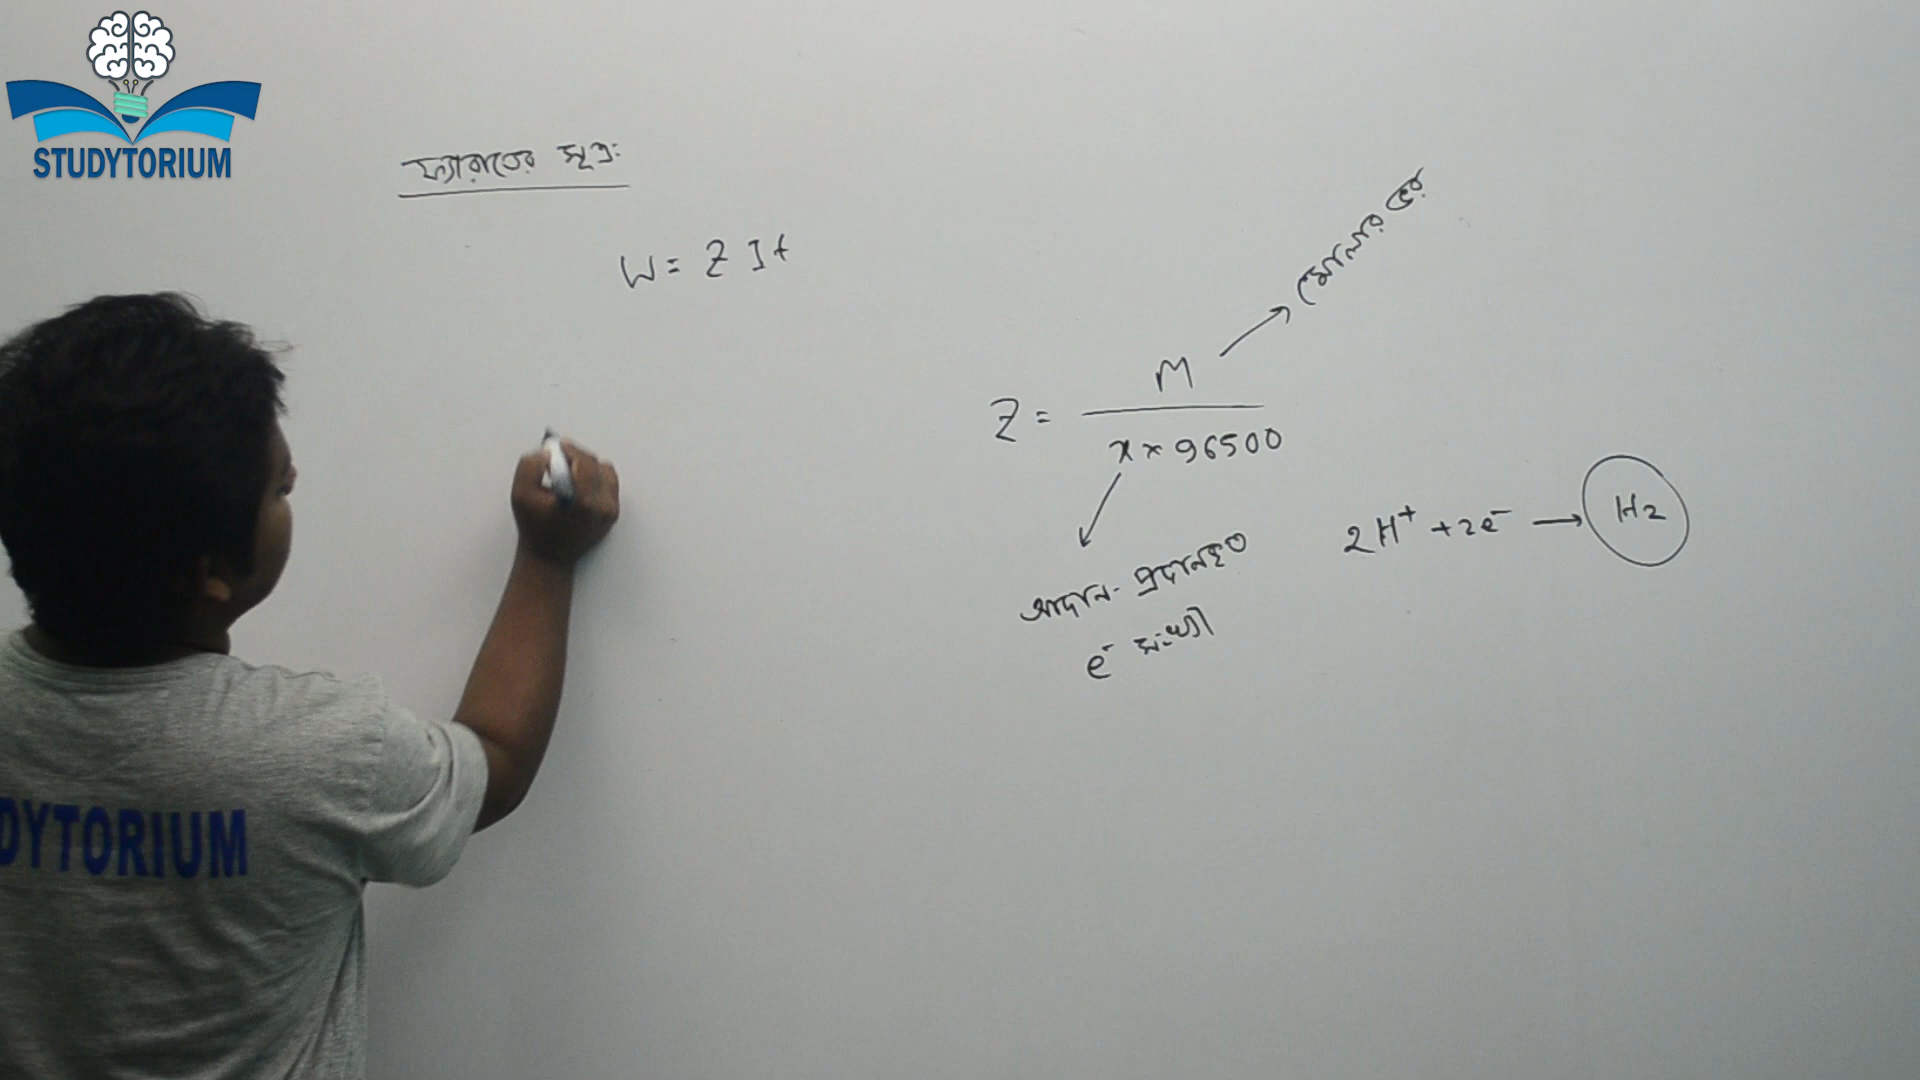 STUDYTORIUM
ফ্যারাডের সূত্র:
W = Z I t
মোলার ভর
Z = M / x × 96500
2H⁺ + 2e⁻ → H2
আদান-প্রদানকৃত
e⁻ সংখ্যা
DYTORIUM